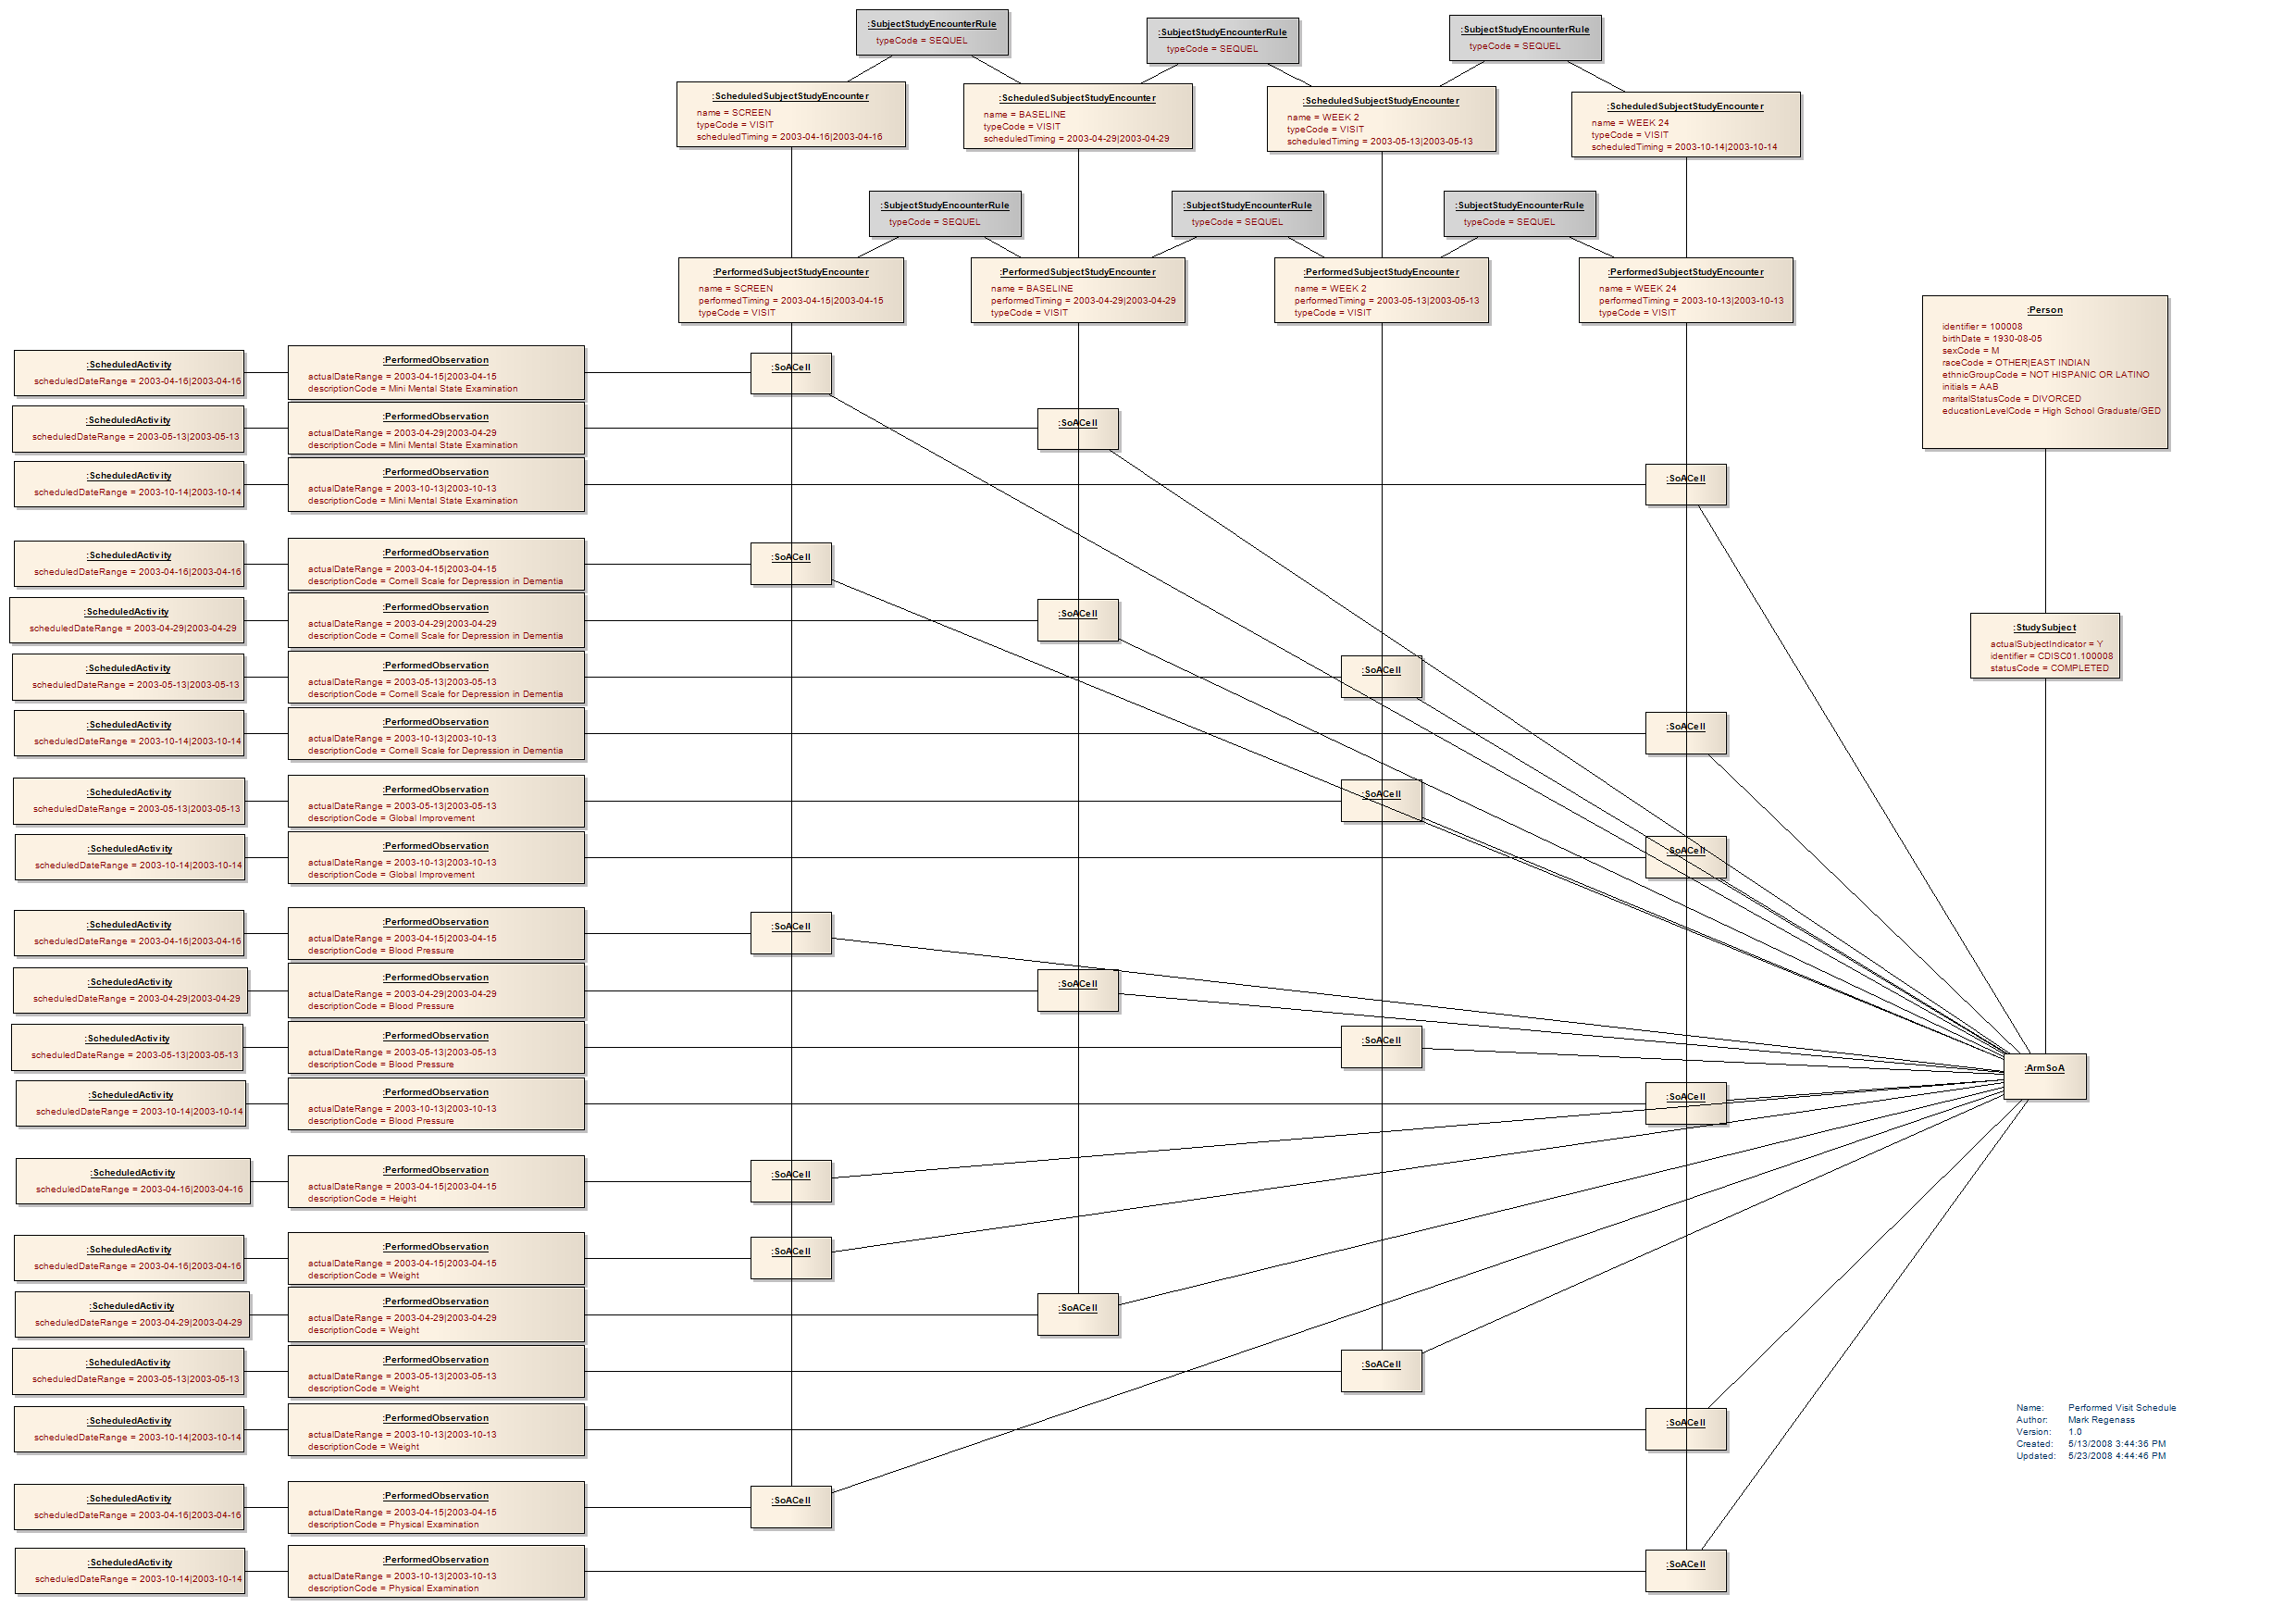 :SubjectStudyEncounterRule
typeCode = SEQUEL
:SubjectStudyEncounterRule
typeCode = SEQUEL
:SubjectStudyEncounterRule
typeCode = SEQUEL
:ScheduledSubjectStudyEncounter
name = SCREEN
typeCode = VISIT
scheduledTiming = 2003-04-16|2003-04-16
:ScheduledSubjectStudyEncounter
name = BASELINE
typeCode = VISIT
scheduledTiming = 2003-04-29|2003-04-29
:ScheduledSubjectStudyEncounter
name = WEEK 2
typeCode = VISIT
scheduledTiming = 2003-05-13|2003-05-13
:ScheduledSubjectStudyEncounter
name = WEEK 24
typeCode = VISIT
scheduledTiming = 2003-10-14|2003-10-14
:SubjectStudyEncounterRule
typeCode = SEQUEL
:SubjectStudyEncounterRule
typeCode = SEQUEL
:SubjectStudyEncounterRule
typeCode = SEQUEL
:PerformedSubjectStudyEncounter
name = SCREEN
performedTiming = 2003-04-15|2003-04-15
typeCode = VISIT
:PerformedSubjectStudyEncounter
name = BASELINE
performedTiming = 2003-04-29|2003-04-29
typeCode = VISIT
:PerformedSubjectStudyEncounter
name = WEEK 2
performedTiming = 2003-05-13|2003-05-13
typeCode = VISIT
:PerformedSubjectStudyEncounter
name = WEEK 24
performedTiming = 2003-10-13|2003-10-13
typeCode = VISIT
:Person
identifier = 100008
birthDate = 1930-08-05
sexCode = M
raceCode = OTHER|EAST INDIAN
ethnicGroupCode = NOT HISPANIC OR LATINO
initials = AAB
maritalStatusCode = DIVORCED
educationLevelCode = High School Graduate/GED
:ScheduledActivity
scheduledDateRange = 2003-04-16|2003-04-16
:PerformedObservation
actualDateRange = 2003-04-15|2003-04-15
descriptionCode = Mini Mental State Examination
:SoACell
:ScheduledActivity
scheduledDateRange = 2003-05-13|2003-05-13
:PerformedObservation
actualDateRange = 2003-04-29|2003-04-29
descriptionCode = Mini Mental State Examination
:SoACell
:ScheduledActivity
scheduledDateRange = 2003-10-14|2003-10-14
:PerformedObservation
actualDateRange = 2003-10-13|2003-10-13
descriptionCode = Mini Mental State Examination
:SoACell
:ScheduledActivity
scheduledDateRange = 2003-04-16|2003-04-16
:PerformedObservation
actualDateRange = 2003-04-15|2003-04-15
descriptionCode = Cornell Scale for Depression in Dementia
:SoACell
:ScheduledActivity
scheduledDateRange = 2003-04-29|2003-04-29
:PerformedObservation
actualDateRange = 2003-04-29|2003-04-29
descriptionCode = Cornell Scale for Depression in Dementia
:SoACell
:StudySubject
actualSubjectIndicator = Y
identifier = CDISC01.100008
statusCode = COMPLETED
:ScheduledActivity
scheduledDateRange = 2003-05-13|2003-05-13
:PerformedObservation
actualDateRange = 2003-05-13|2003-05-13
descriptionCode = Cornell Scale for Depression in Dementia
:SoACell
:ScheduledActivity
scheduledDateRange = 2003-10-14|2003-10-14
:PerformedObservation
actualDateRange = 2003-10-13|2003-10-13
descriptionCode = Cornell Scale for Depression in Dementia
:SoACell
:ScheduledActivity
scheduledDateRange = 2003-05-13|2003-05-13
:PerformedObservation
actualDateRange = 2003-05-13|2003-05-13
descriptionCode = Global Improvement
:SoACell
:ScheduledActivity
scheduledDateRange = 2003-10-14|2003-10-14
:PerformedObservation
actualDateRange = 2003-10-13|2003-10-13
descriptionCode = Global Improvement
:SoACell
:ScheduledActivity
scheduledDateRange = 2003-04-16|2003-04-16
:PerformedObservation
actualDateRange = 2003-04-15|2003-04-15
descriptionCode = Blood Pressure
:SoACell
:ScheduledActivity
scheduledDateRange = 2003-04-29|2003-04-29
:PerformedObservation
actualDateRange = 2003-04-29|2003-04-29
descriptionCode = Blood Pressure
:SoACell
:ScheduledActivity
scheduledDateRange = 2003-05-13|2003-05-13
:PerformedObservation
actualDateRange = 2003-05-13|2003-05-13
descriptionCode = Blood Pressure
:SoACell
:ArmSoA
:ScheduledActivity
scheduledDateRange = 2003-10-14|2003-10-14
:PerformedObservation
actualDateRange = 2003-10-13|2003-10-13
descriptionCode = Blood Pressure
:SoACell
:ScheduledActivity
scheduledDateRange = 2003-04-16|2003-04-16
:PerformedObservation
actualDateRange = 2003-04-15|2003-04-15
descriptionCode = Height
:SoACell
:ScheduledActivity
scheduledDateRange = 2003-04-16|2003-04-16
:PerformedObservation
actualDateRange = 2003-04-15|2003-04-15
descriptionCode = Weight
:SoACell
:ScheduledActivity
scheduledDateRange = 2003-04-29|2003-04-29
:PerformedObservation
actualDateRange = 2003-04-29|2003-04-29
descriptionCode = Weight
:SoACell
:ScheduledActivity
scheduledDateRange = 2003-05-13|2003-05-13
:PerformedObservation
actualDateRange = 2003-05-13|2003-05-13
descriptionCode = Weight
:SoACell
:ScheduledActivity
scheduledDateRange = 2003-10-14|2003-10-14
:PerformedObservation
actualDateRange = 2003-10-13|2003-10-13
descriptionCode = Weight
:SoACell
Name: Performed Visit Schedule
Author: Mark Regenass
Version: 1.0
Created: 5/13/2008 3:44:36 PM
Updated: 5/23/2008 4:44:46 PM
:ScheduledActivity
scheduledDateRange = 2003-04-16|2003-04-16
:PerformedObservation
actualDateRange = 2003-04-15|2003-04-15
descriptionCode = Physical Examination
:SoACell
:ScheduledActivity
scheduledDateRange = 2003-10-14|2003-10-14
:PerformedObservation
actualDateRange = 2003-10-13|2003-10-13
descriptionCode = Physical Examination
:SoACell